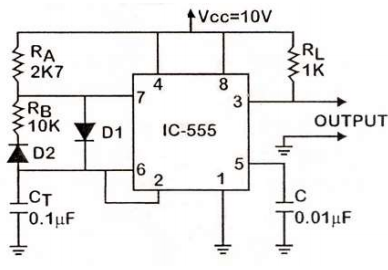 Vcc=10V
RA
2K7
RL
1K
4
8
7
3
RB
10K
D1
IC-555
OUTPUT
D2
6
5
2
1
CT
0.1µF
C
0.01µF